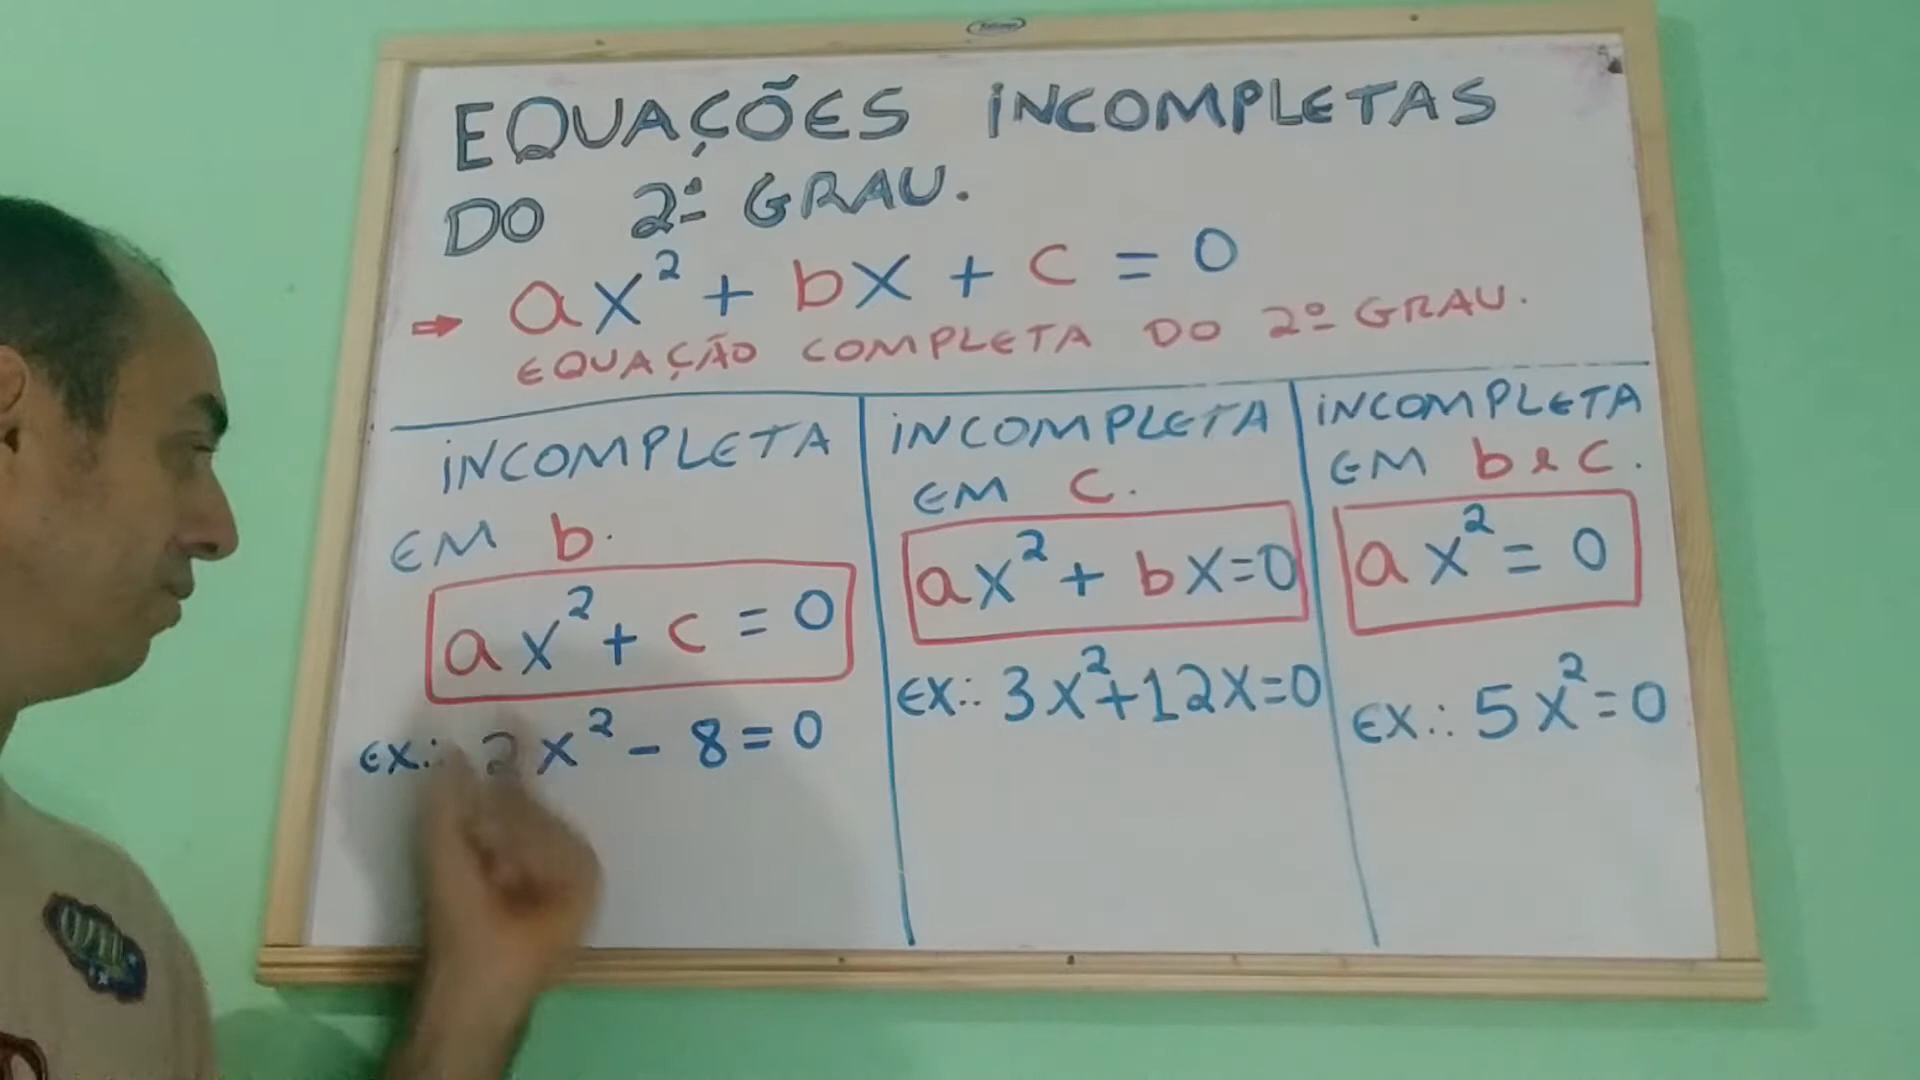 EQUAÇÕES INCOMPLETAS
DO 2º GRAU.
⇒ ax² + bx + c = 0
EQUAÇÃO COMPLETA DO 2º GRAU.
INCOMPLETA
EM b.
ax² + c = 0
EX.: 2x² - 8 = 0
INCOMPLETA
EM C.
ax² + bx = 0
EX.: 3x² + 12x = 0
INCOMPLETA
EM b e C.
ax² = 0
EX.: 5x² = 0